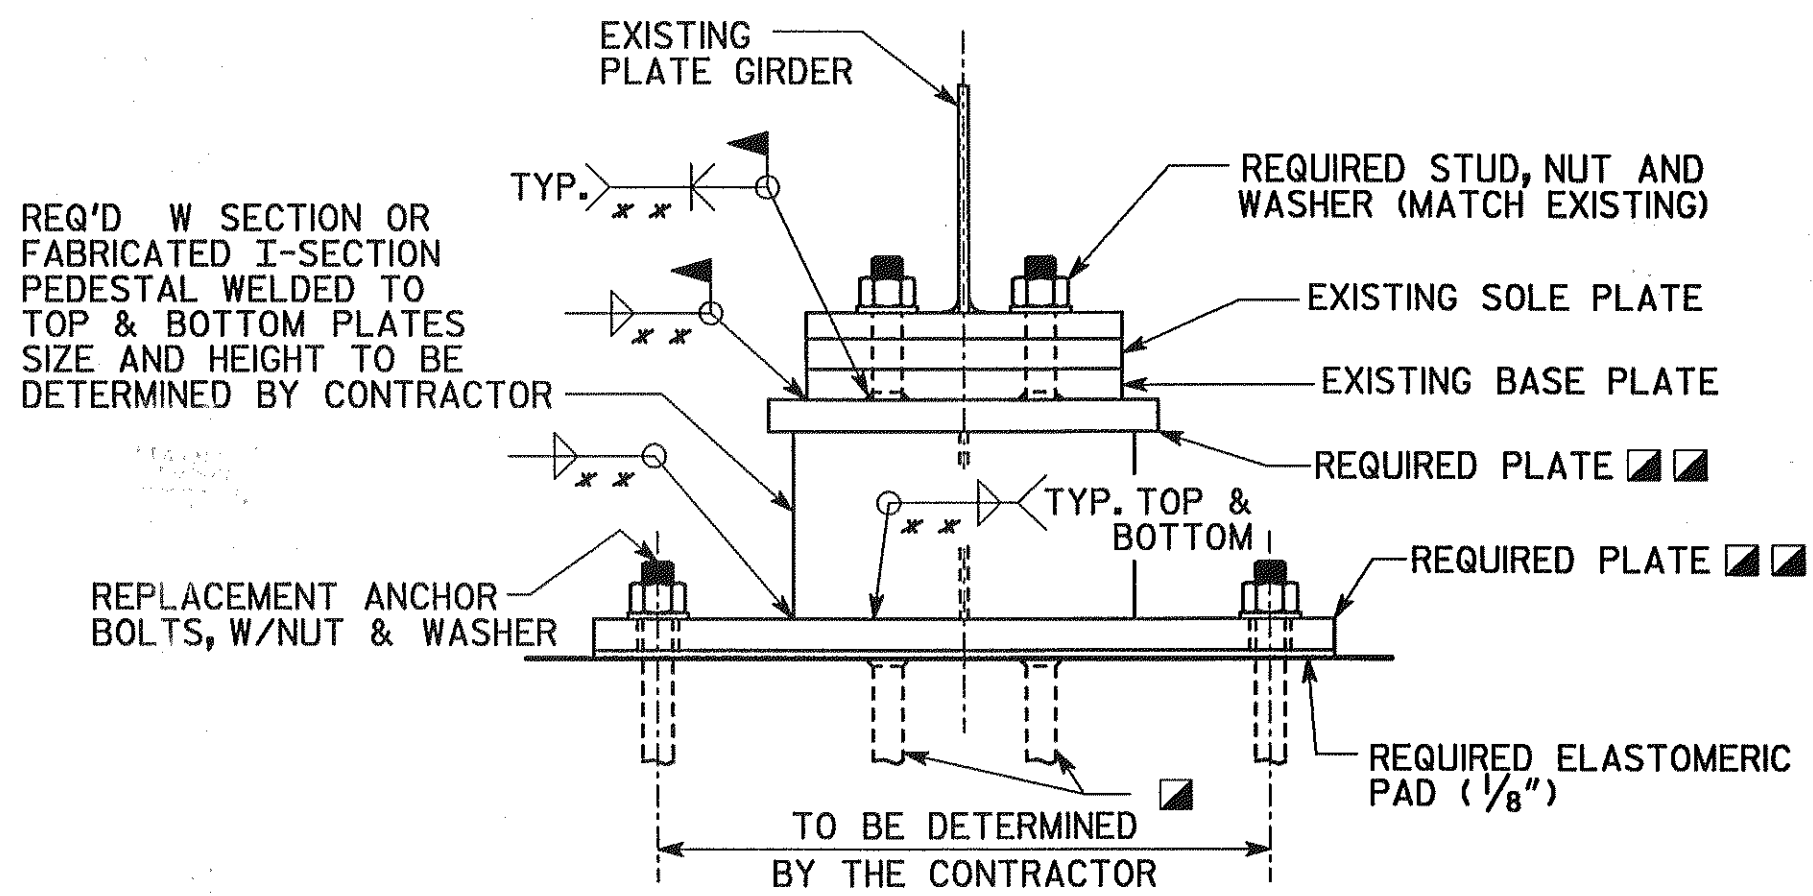 EXISTING
PLATE GIRDER
TYP.
x x
REQUIRED STUD, NUT AND
WASHER (MATCH EXISTING)
REQ'D W SECTION OR
FABRICATED I-SECTION
PEDESTAL WELDED TO
TOP & BOTTOM PLATES
SIZE AND HEIGHT TO BE
DETERMINED BY CONTRACTOR
x x
EXISTING SOLE PLATE
EXISTING BASE PLATE
x x
REQUIRED PLATE
x x
TYP. TOP &
BOTTOM
REQUIRED PLATE
REPLACEMENT ANCHOR
BOLTS, W/NUT & WASHER
REQUIRED ELASTOMERIC
PAD (1/8")
TO BE DETERMINED
BY THE CONTRACTOR